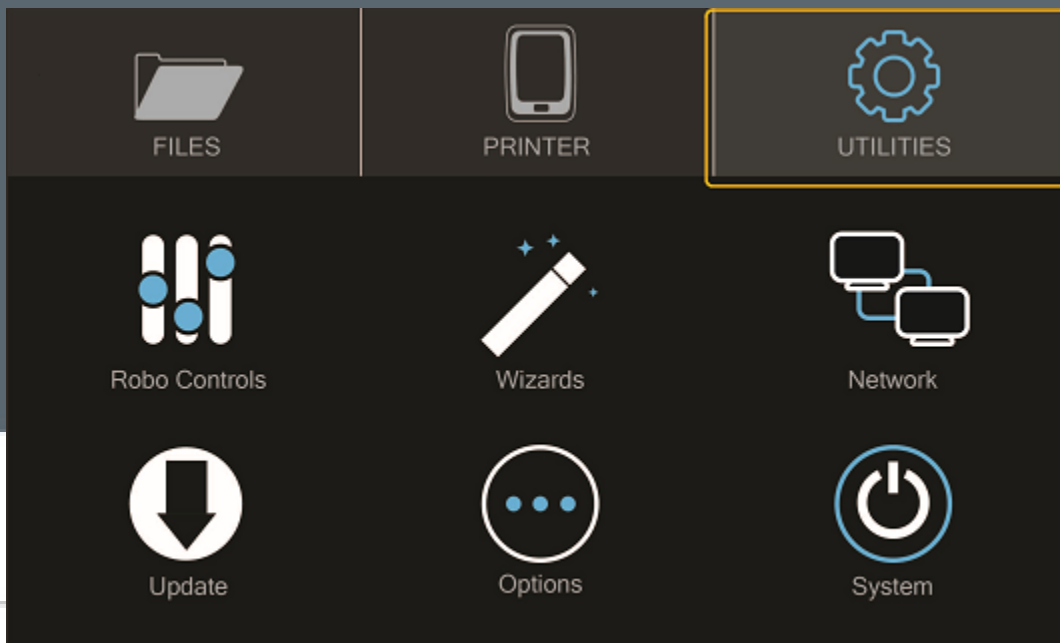 FILES PRINTER UTILITIES
Robo Controls Wizards Network
Update Options System